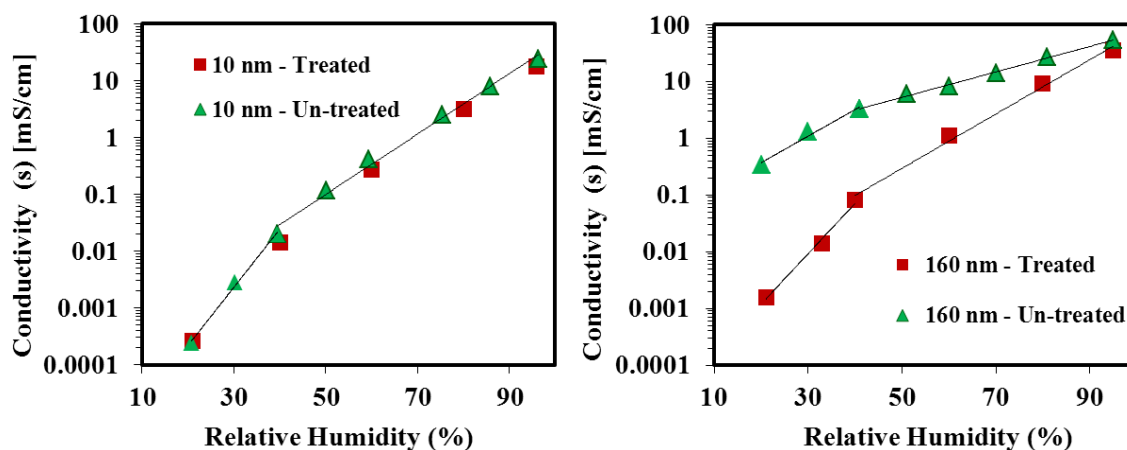 Conductivity (s) [mS/cm]
100
10
1
0.1
0.01
0.001
0.0001
10 nm - Treated
10 nm - Un-treated
10 30 50 70 90
Relative Humidity (%)
Conductivity (s) [mS/cm]
100
10
1
0.1
0.01
0.001
0.0001
160 nm - Treated
160 nm - Un-treated
10 30 50 70 90
Relative Humidity (%)